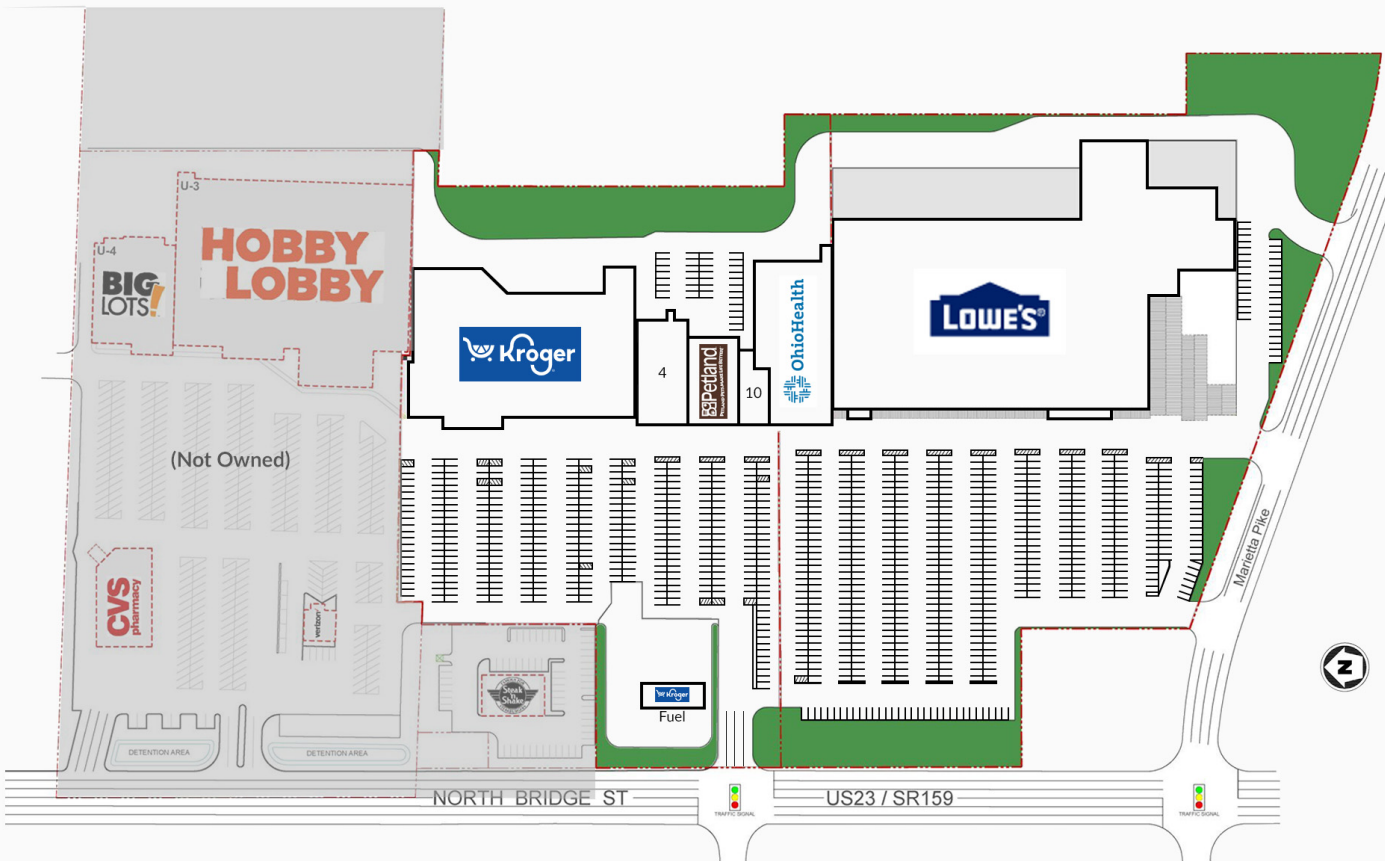 U-3
HOBBY
LOBBY
U-4
BIG
LOTS!
Kroger
4
Petland
10
OhioHealth
LOWE'S®
(Not Owned)
CVS
pharmacy
verizon
Steak
n
Shake
Kroger
Fuel
DETENTION AREA
DETENTION AREA
Marietta Pike
N
NORTH BRIDGE ST
US23 / SR159
TRAFFIC SIGNAL
TRAFFIC SIGNAL